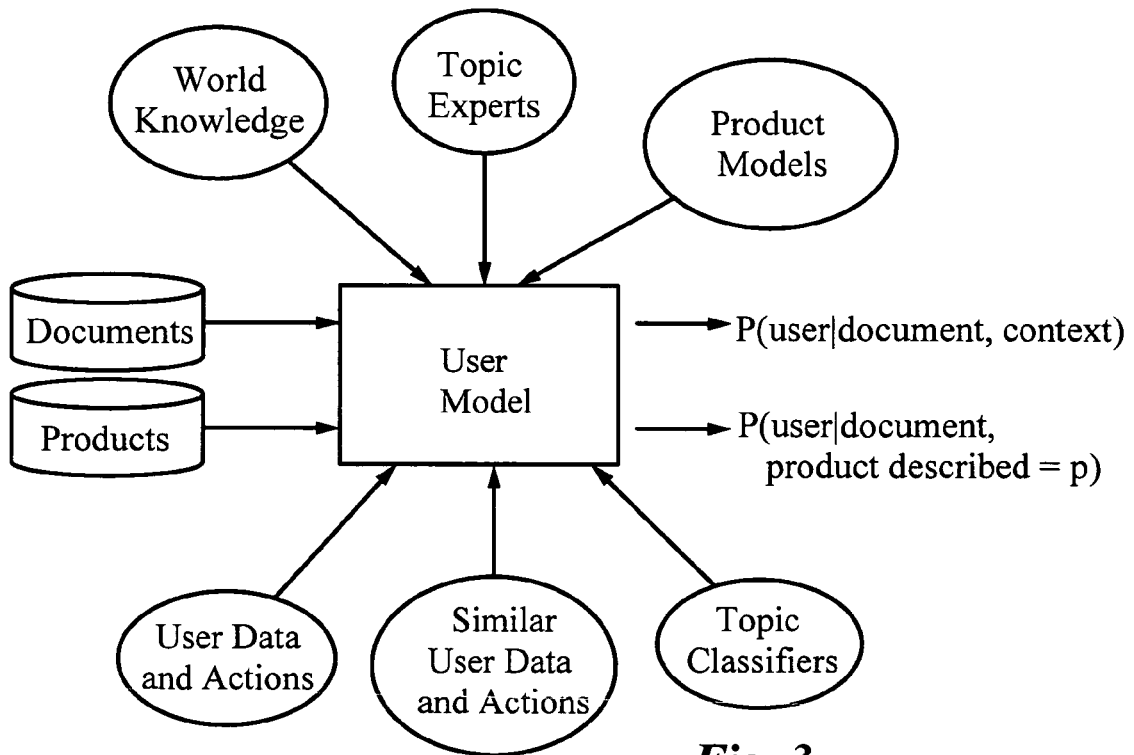 World
Knowledge
Topic
Experts
Product
Models
Documents
Products
User
Model
P(user|document, context)
P(user|document,
product described = p)
User Data
and Actions
Similar
User Data
and Actions
Topic
Classifiers